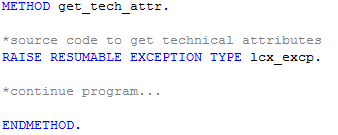 METHOD get_tech_attr.
*source code to get technical attributes
RAISE RESUMABLE EXCEPTION TYPE lcx_excp.
*continue program...
ENDMETHOD.